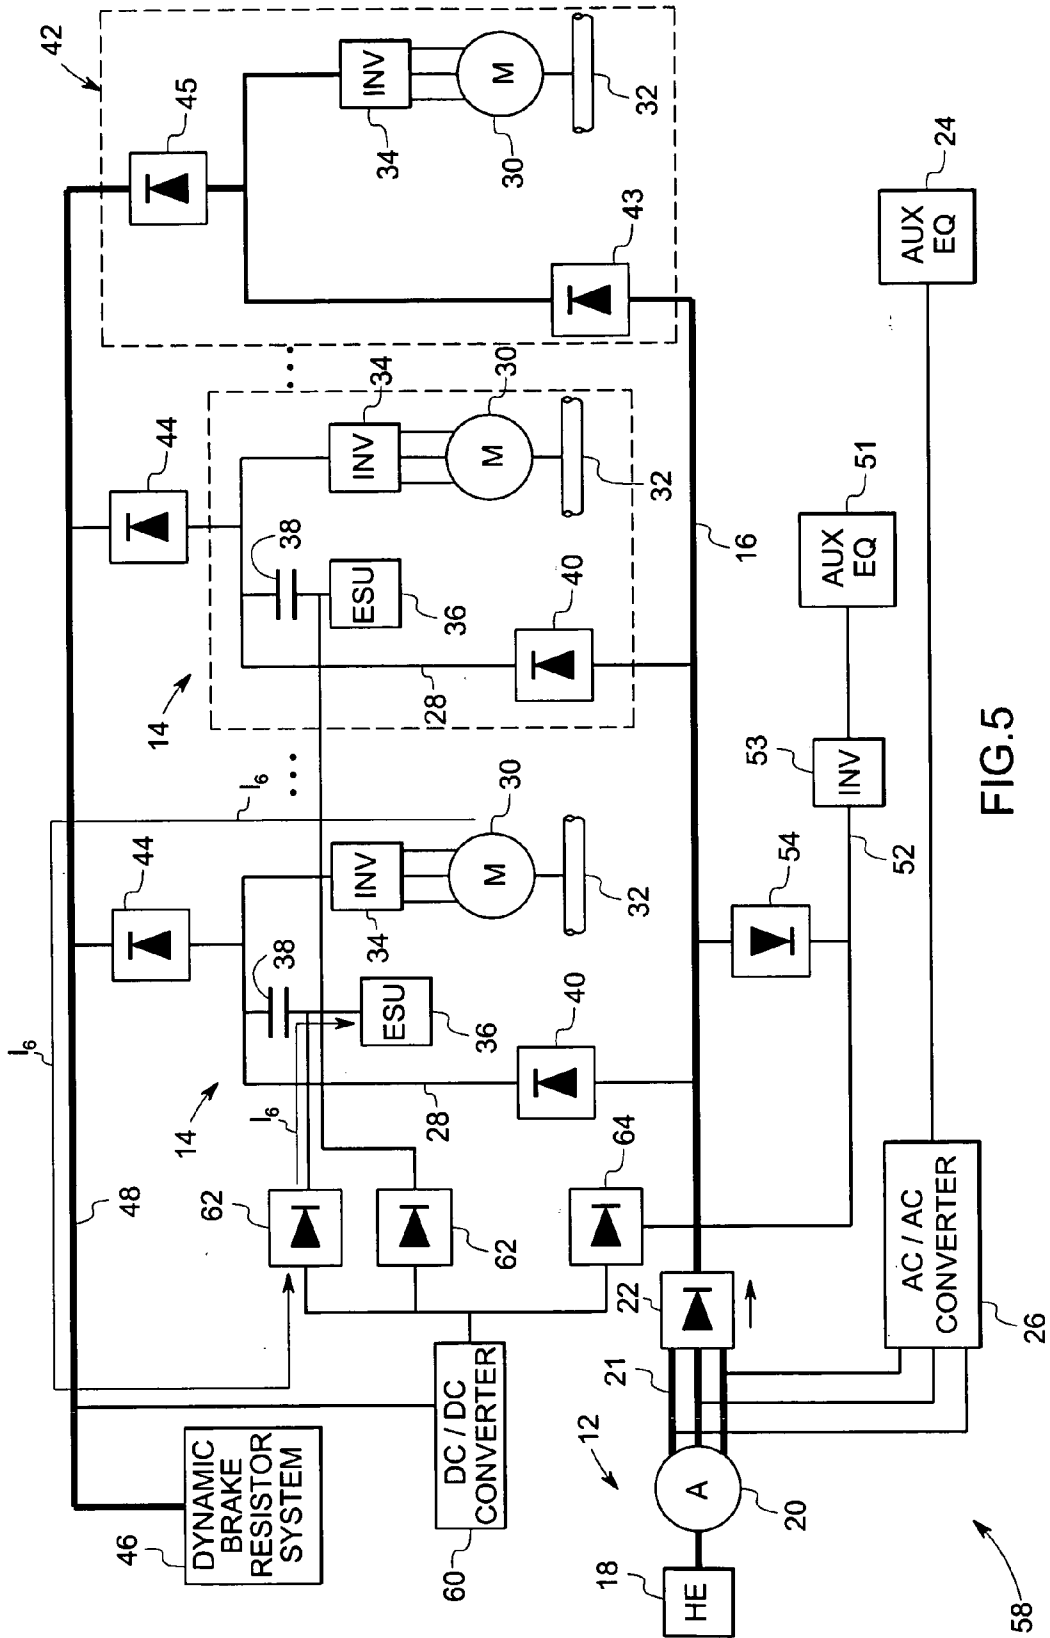 42
45
INV
34
M
30
32
43
44
38
INV
34
M
30
32
ESU
36
40
28
14
16
I6
44
38
INV
34
M
30
32
ESU
36
40
28
14
I6
I6
48
62
62
64
DYNAMIC
BRAKE
RESISTOR
SYSTEM
46
DC / DC
CONVERTER
60
HE
18
A
20
12
21
22
54
52
INV
53
AUX
EQ
51
AUX
EQ
24
AC / AC
CONVERTER
26
58
FIG.5